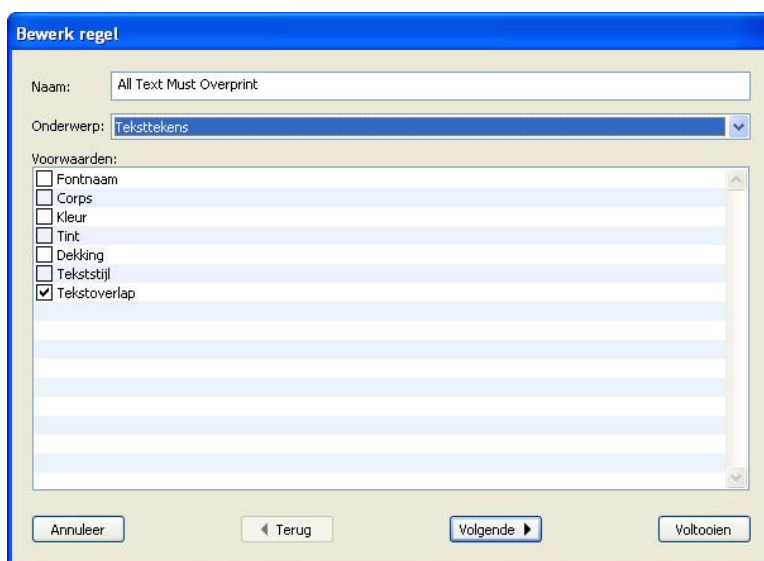 Bewerk regel
Naam: All Text Must Overprint
Onderwerp: Teksttekens
Voorwaarden:
Fontnaam
Corps
Kleur
Tint
Dekking
Tekststijl
Tekstoverlap
Annuleer Terug Volgende Voltooien